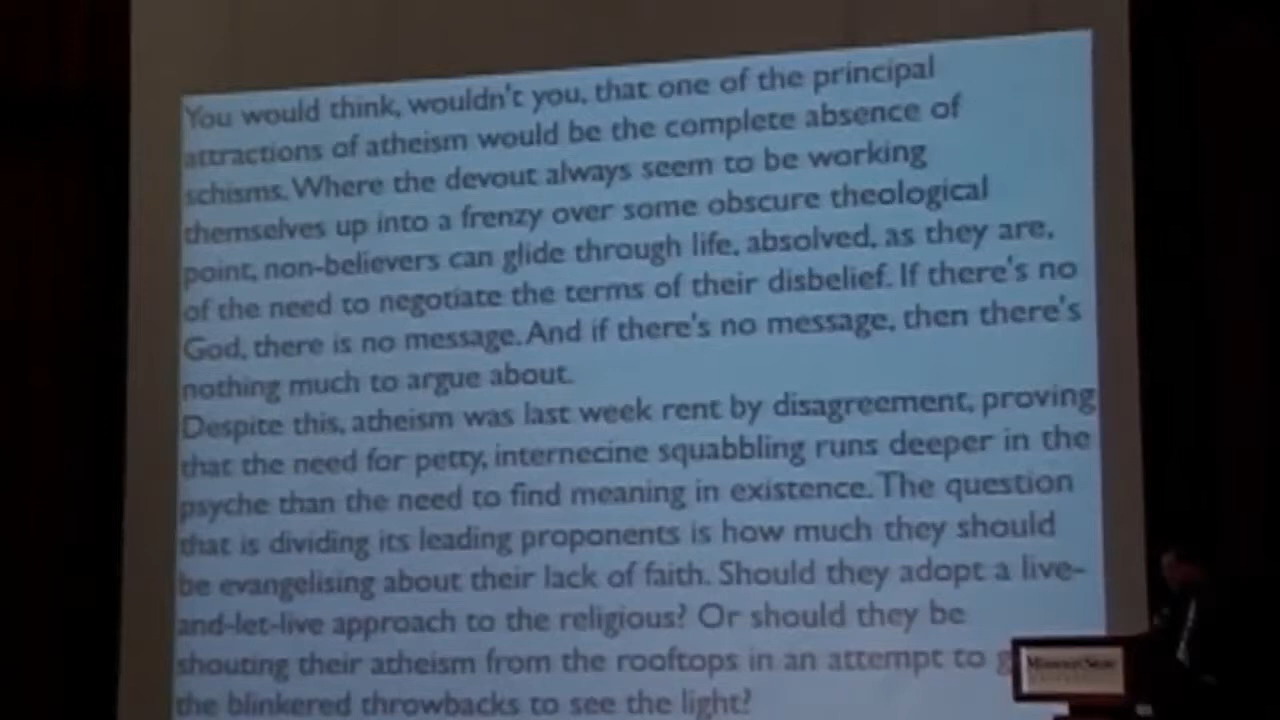 You would think, wouldn't you, that one of the principal
attractions of atheism would be the complete absence of
schisms. Where the devout always seem to be working
themselves up into a frenzy over some obscure theological
point, non-believers can glide through life, absolved, as they are,
of the need to negotiate the terms of their disbelief. If there's no
God, there is no message. And if there's no message, then there's
nothing much to argue about.
Despite this, atheism was last week rent by disagreement, proving
that the need for petty, internecine squabbling runs deeper in the
psyche than the need to find meaning in existence. The question
that is dividing its leading proponents is how much they should
be evangelising about their lack of faith. Should they adopt a live-
and-let-live approach to the religious? Or should they be
shouting their atheism from the rooftops in an attempt to
the blinkered throwbacks to see the light?
Missouri State